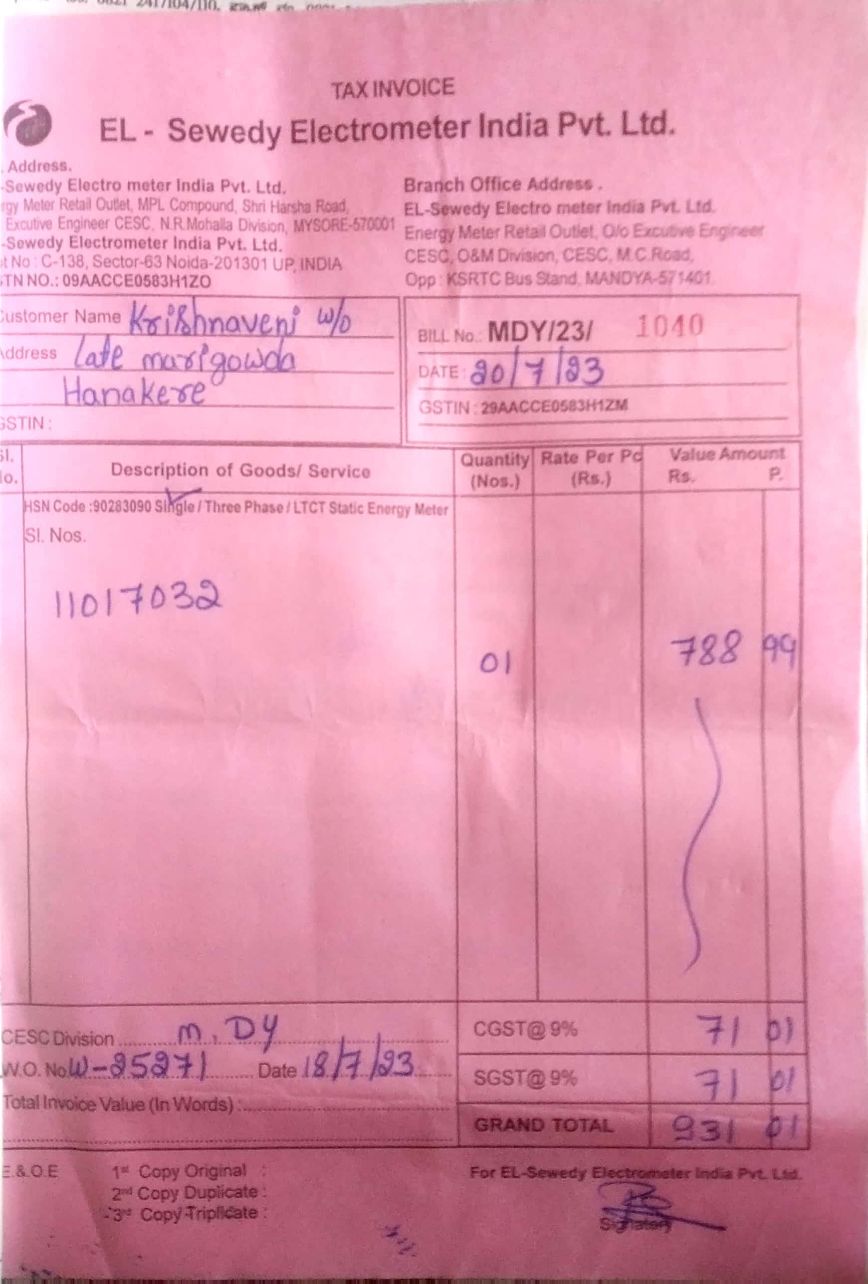 TAX INVOICE
EL - Sewedy Electrometer India Pvt. Ltd.
Address.
-Sewedy Electro meter India Pvt. Ltd.
rgy Meter Retail Outlet, MPL Compound, Shri Harsha Road,
Excutive Engineer CESC, N.R.Mohalla Division, MYSORE-570001
-Sewedy Electrometer India Pvt. Ltd.
t No : C-138, Sector-63 Noida-201301 UP, INDIA
STN NO.: 09AACCE0583H1ZO
Branch Office Address .
EL-Sewedy Electro meter India Pvt. Ltd.
Energy Meter Retail Outlet, O/o Excutive Engineer
CESC, O&M Division, CESC, M.C.Road,
Opp : KSRTC Bus Stand, MANDYA-571401
Customer Name Krishnaveni w/o
Address late marigowda
Hanakere
GSTIN :
BILL No.: MDY/23/ 1040
DATE : 20/7/23
GSTIN : 29AACCE0583H1ZM
Sl. No. Description of Goods/ Service Quantity (Nos.) Rate Per Pc (Rs.) Value Amount Rs. P.
HSN Code :90283090 Single / Three Phase / LTCT Static Energy Meter
Sl. Nos.
11017032
01 788 99
CESC Division M, DY
W.O. No W-25271 Date 18/7/23
Total Invoice Value (In Words) :
CGST@ 9% 71 01
SGST@ 9% 71 01
GRAND TOTAL 931 01
E.&.O.E
1st Copy Original :
2nd Copy Duplicate :
3rd Copy Triplicate :
For EL-Sewedy Electrometer India Pvt. Ltd.
Signatory